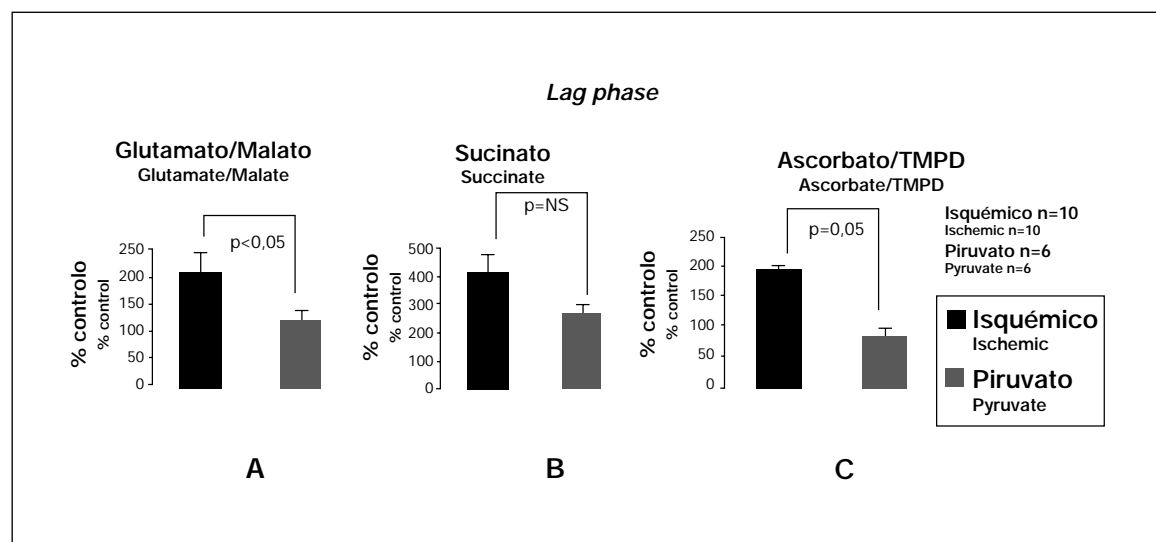 Lag phase
Glutamato/Malato
Glutamate/Malate
p<0,05
% controlo
% control
250
200
150
100
50
0
A
Sucinato
Succinate
p=NS
% controlo
% control
500
400
300
200
400
0
B
Ascorbato/TMPD
Ascorbate/TMPD
p=0,05
% controlo
% control
250
200
150
100
50
0
C
Isquémico n=10
Ischemic n=10
Piruvato n=6
Pyruvate n=6
Isquémico
Ischemic
Piruvato
Pyruvate